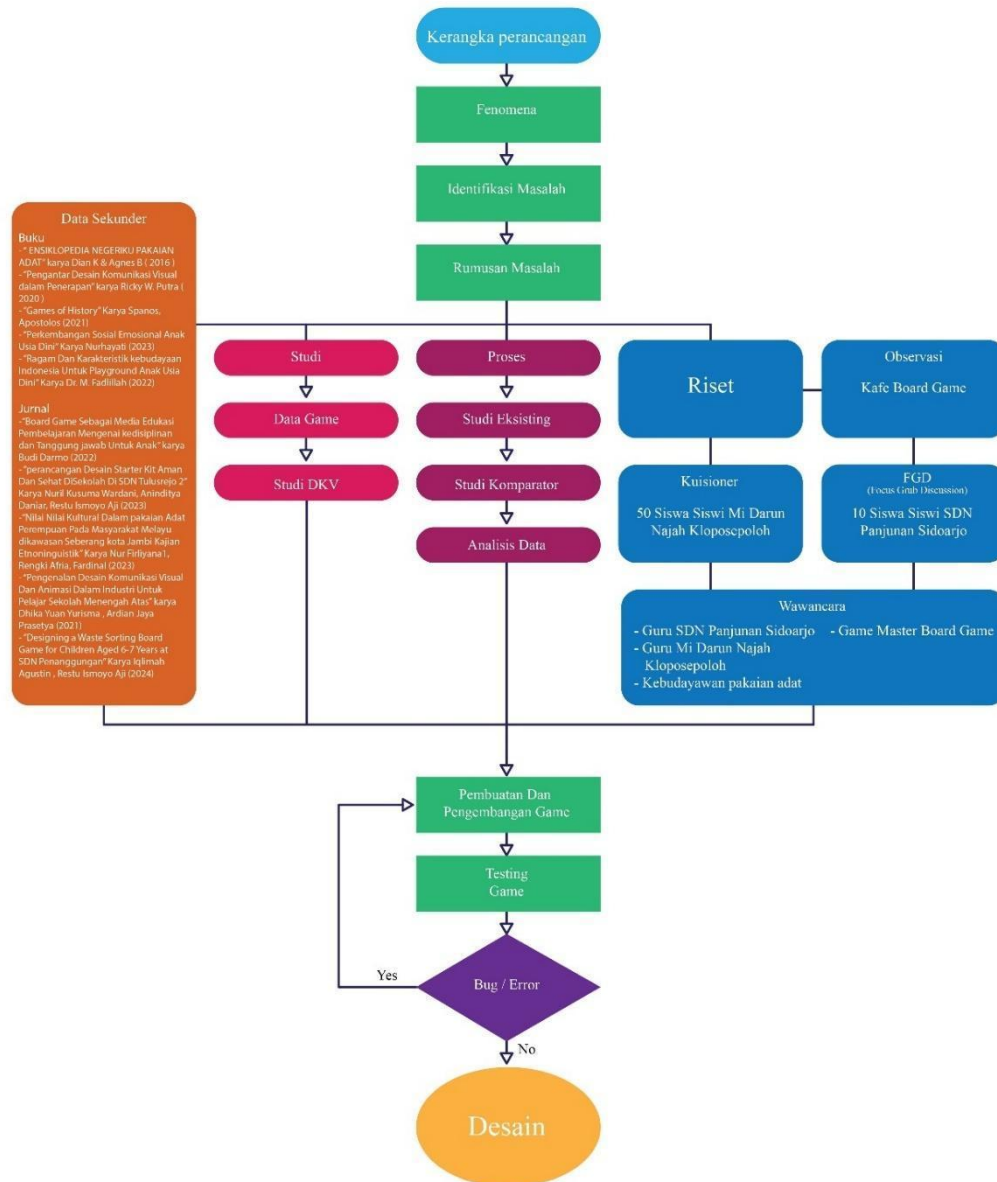 Kerangka perancangan
Fenomena
Identifikasi Masalah
Rumusan Masalah
Data Sekunder
Buku
-“ ENSIKLOPEDIA NEGERIKU PAKAIAN
ADAT” karya Dian K & Agnes B ( 2016 )
-“Pengantar Desain Komunikasi Visual
dalam Penerapan” karya Ricky W. Putra (
2020 )
-“Games of History” Karya Spanos,
Apostolos (2021)
-“Perkembangan Sosial Emosional Anak
Usia Dini” Karya Nurhayati (2023)
-“Ragam Dan Karakteristik kebudayaan
Indonesia Untuk Playground Anak Usia
Dini” Karya Dr. M. Fadlillah (2022)
Jurnal
-“Board Game Sebagai Media Edukasi
Pembelajaran Mengenai kedisiplinan
dan Tanggung jawab Untuk Anak” karya
Budi Darmo (2022)
-“perancangan Desain Starter Kit Aman
Dan Sehat DiSekolah Di SDN Tulusrejo 2”
Karya Nuril Kusuma Wardani, Aninditya
Daniar, Restu Ismoyo Aji (2023)
-“Nilai Nilai Kultural Dalam pakaian Adat
Perempuan Pada Masyarakat Melayu
dikawasan Seberang kota Jambi Kajian
Etnoninguistik” Karya Nur Firliyana1,
Rengki Afria, Fardinal (2023)
-“Pengenalan Desain Komunikasi Visual
Dan Animasi Dalam Industri Untuk
Pelajar Sekolah Menengah Atas” karya
Dhika Yuan Yurisma , Ardian Jaya
Prasetya (2021)
-“Designing a Waste Sorting Board
Game for Children Aged 6-7 Years at
SDN Penanggungan” Karya Iqlimah
Agustin , Restu Ismoyo Aji (2024)
Studi
Data Game
Studi DKV
Proses
Studi Eksisting
Studi Komparator
Analisis Data
Riset
Observasi
Kafe Board Game
Kuisioner
50 Siswa Siswi Mi Darun
Najah Kloposepoloh
FGD
(Focus Grub Discussion)
10 Siswa Siswi SDN
Panjunan Sidoarjo
Wawancara
- Guru SDN Panjunan Sidoarjo
- Guru Mi Darun Najah
Kloposepoloh
- Kebudayawan pakaian adat
- Game Master Board Game
Pembuatan Dan
Pengembangan Game
Testing
Game
Bug / Error
Yes
No
Desain